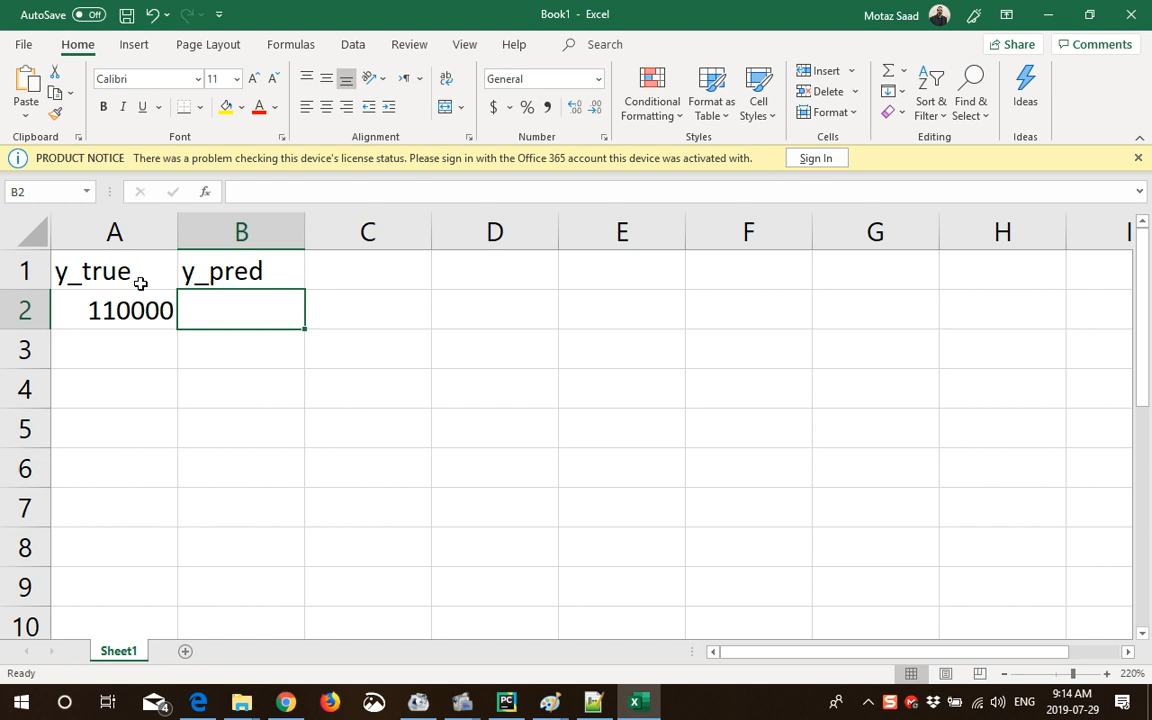 AutoSave Off
Book1 - Excel
Motaz Saad
File Home Insert Page Layout Formulas Data Review View Help Search
Share Comments
Paste
Calibri 11
General
Conditional Formatting
Format as Table
Cell Styles
Insert
Delete
Format
Sort & Filter
Find & Select
Ideas
Clipboard Font Alignment Number Styles Cells Editing Ideas
PRODUCT NOTICE There was a problem checking this device's license status. Please sign in with the Office 365 account this device was activated with. Sign In
B2 fx
A B C D E F G H I
1 y_true y_pred
2 110000
3
4
5
6
7
8
9
10
Sheet1
Ready
220%
4
ENG
9:14 AM
2019-07-29